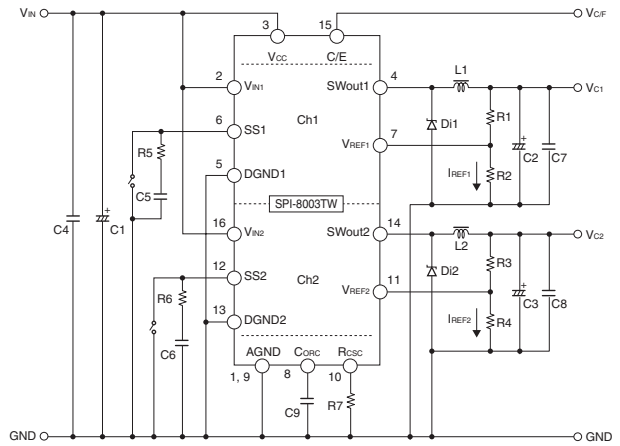 VIN
3
15
VC/F
VCC
C/E
2
VIN1
SWout1
4
L1
VC1
Ch1
6
SS1
Di1
R1
7
VREF1
C2
C7
R5
5
DGND1
IREF1
R2
C5
SPI-8003TW
C4
C1
16
VIN2
SWout2
14
L2
VC2
12
SS2
Ch2
Di2
R3
11
VREF2
C3
C8
R6
13
DGND2
IREF2
R4
C6
AGND
CORC
RCSC
1, 9
8
10
C9
R7
GND
GND